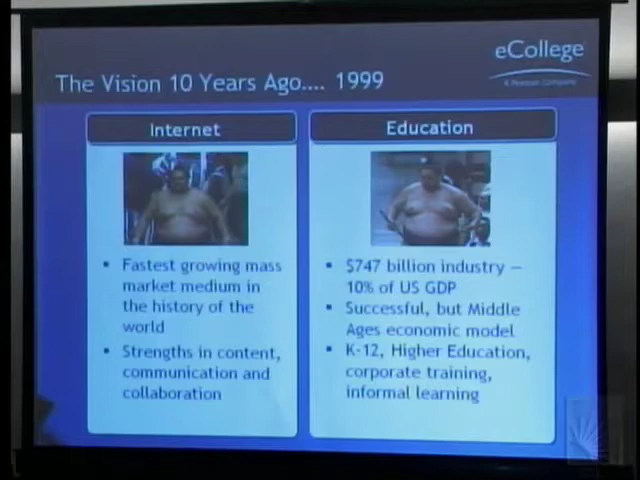 eCollege
A Pearson Company
The Vision 10 Years Ago.... 1999
Internet
Education
▪ Fastest growing mass
market medium in
the history of the
world
▪ Strengths in content,
communication and
collaboration
▪ $747 billion industry —
10% of US GDP
▪ Successful, but Middle
Ages economic model
▪ K-12, Higher Education,
corporate training,
informal learning